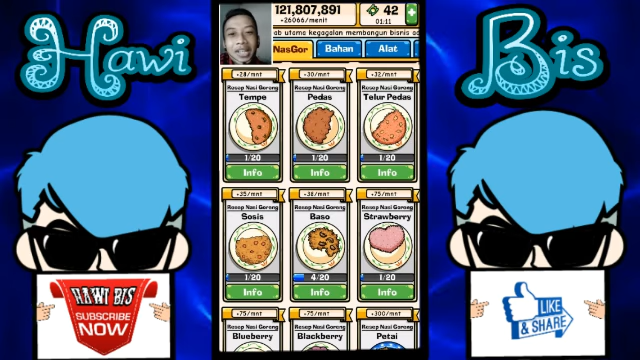 Hawi
Bis
121,807,891
+26066/menit
42
01:11
ab utama kegagalan membangun bisnis ad
NasGor
Bahan
Alat
+28/mnt
+30/mnt
+32/mnt
Resep Nasi Goreng
Tempe
Resep Nasi Goreng
Pedas
Resep Nasi Goreng
Telur Pedas
1/20
1/20
1/20
Info
Info
Info
+35/mnt
+38/mnt
+75/mnt
Resep Nasi Goreng
Sosis
Resep Nasi Goreng
Baso
Resep Nasi Goreng
Strawberry
1/20
4/20
1/20
Info
Info
Info
+75/mnt
+75/mnt
+300/mnt
Resep Nasi Goreng
Blueberry
Resep Nasi Goreng
Blackberry
Resep Nasi Goreng
Petai
HAWI BIS
SUBSCRIBE
NOW
LIKE
& SHARE